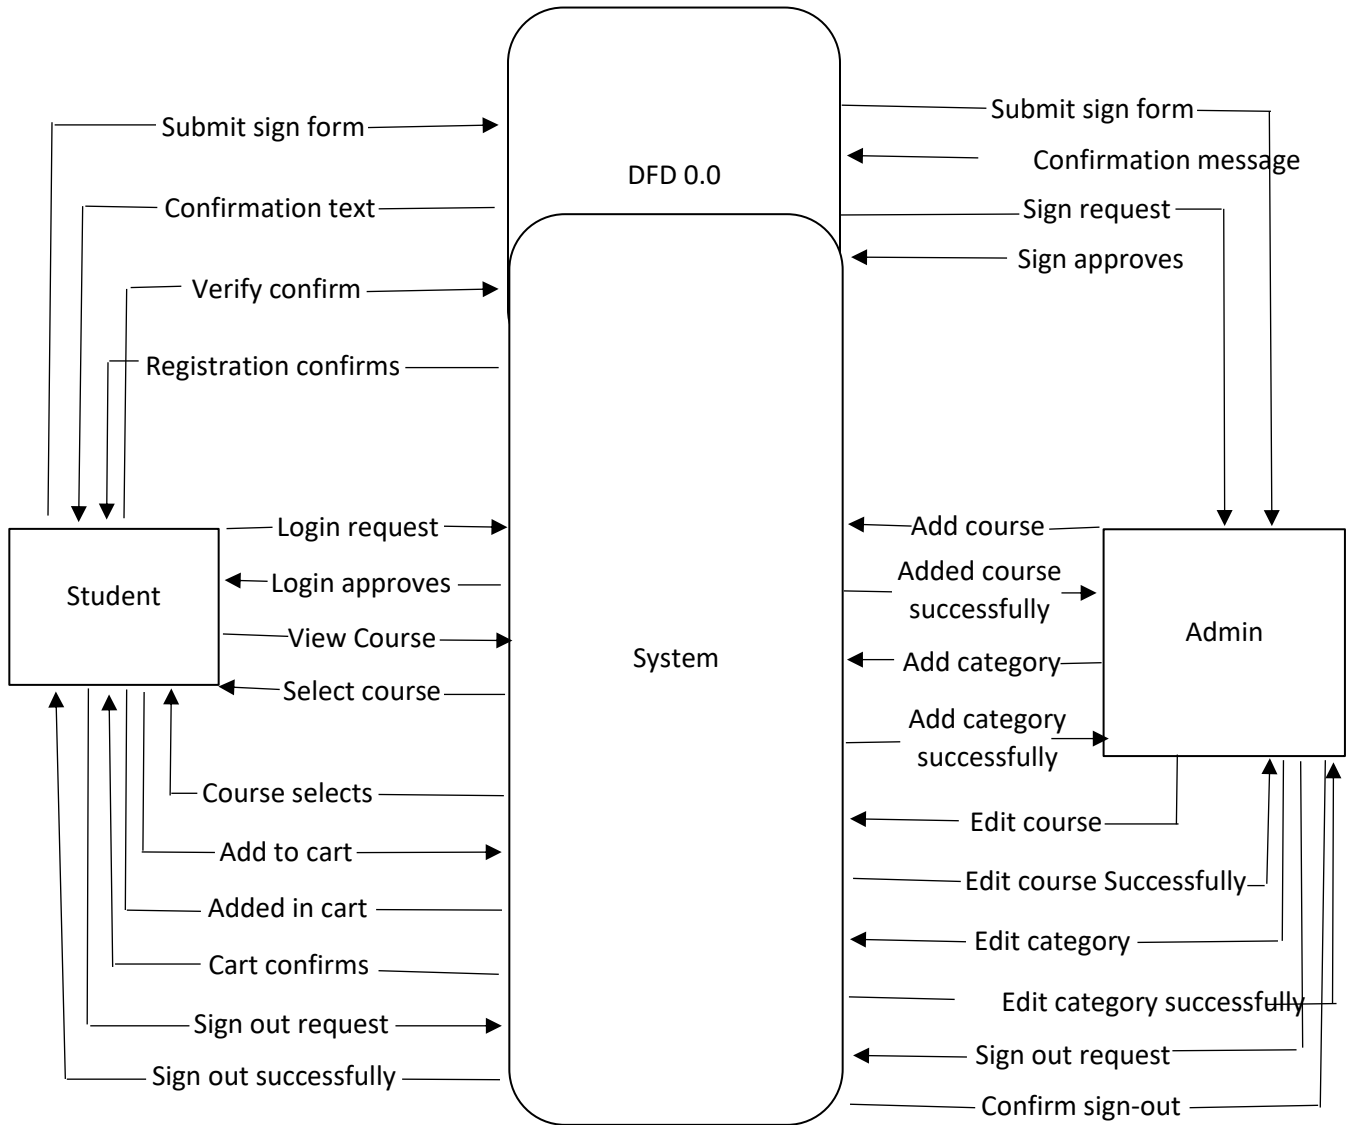 Submit sign form
Submit sign form
Confirmation message
DFD 0.0
Confirmation text
Sign request
Sign approves
Verify confirm
Registration confirms
Login request
Add course
Login approves
Added course
successfully
Student
Admin
View Course
System
Add category
Select course
Add category
successfully
Course selects
Edit course
Add to cart
Edit course Successfully
Added in cart
Edit category
Cart confirms
Edit category successfully
Sign out request
Sign out request
Sign out successfully
Confirm sign-out